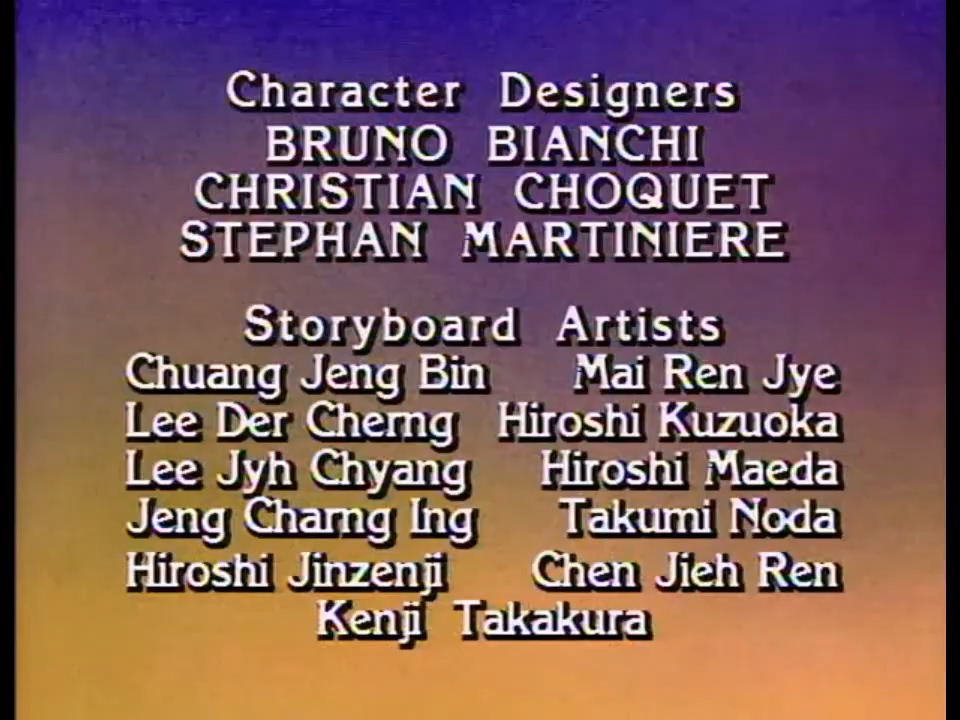 Character Designers
BRUNO BIANCHI
CHRISTIAN CHOQUET
STEPHAN MARTINIERE
Storyboard Artists
Chuang Jeng Bin Mai Ren Jye
Lee Der Cherng Hiroshi Kuzuoka
Lee Jyh Chyang Hiroshi Maeda
Jeng Charng Ing Takumi Noda
Hiroshi Jinzenji Chen Jieh Ren
Kenji Takakura